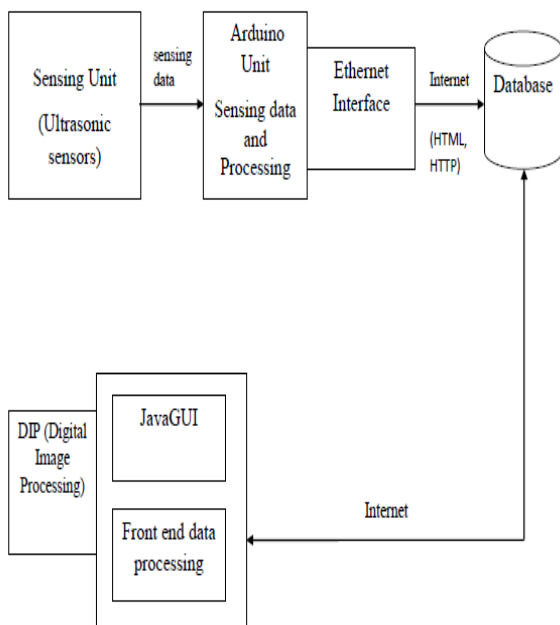 Sensing Unit
(Ultrasonic
sensors)
sensing
data
Arduino
Unit
Sensing data
and
Processing
Ethernet
Interface
Internet
(HTML,
HTTP)
Database
DIP (Digital
Image
Processing)
JavaGUI
Front end data
processing
Internet